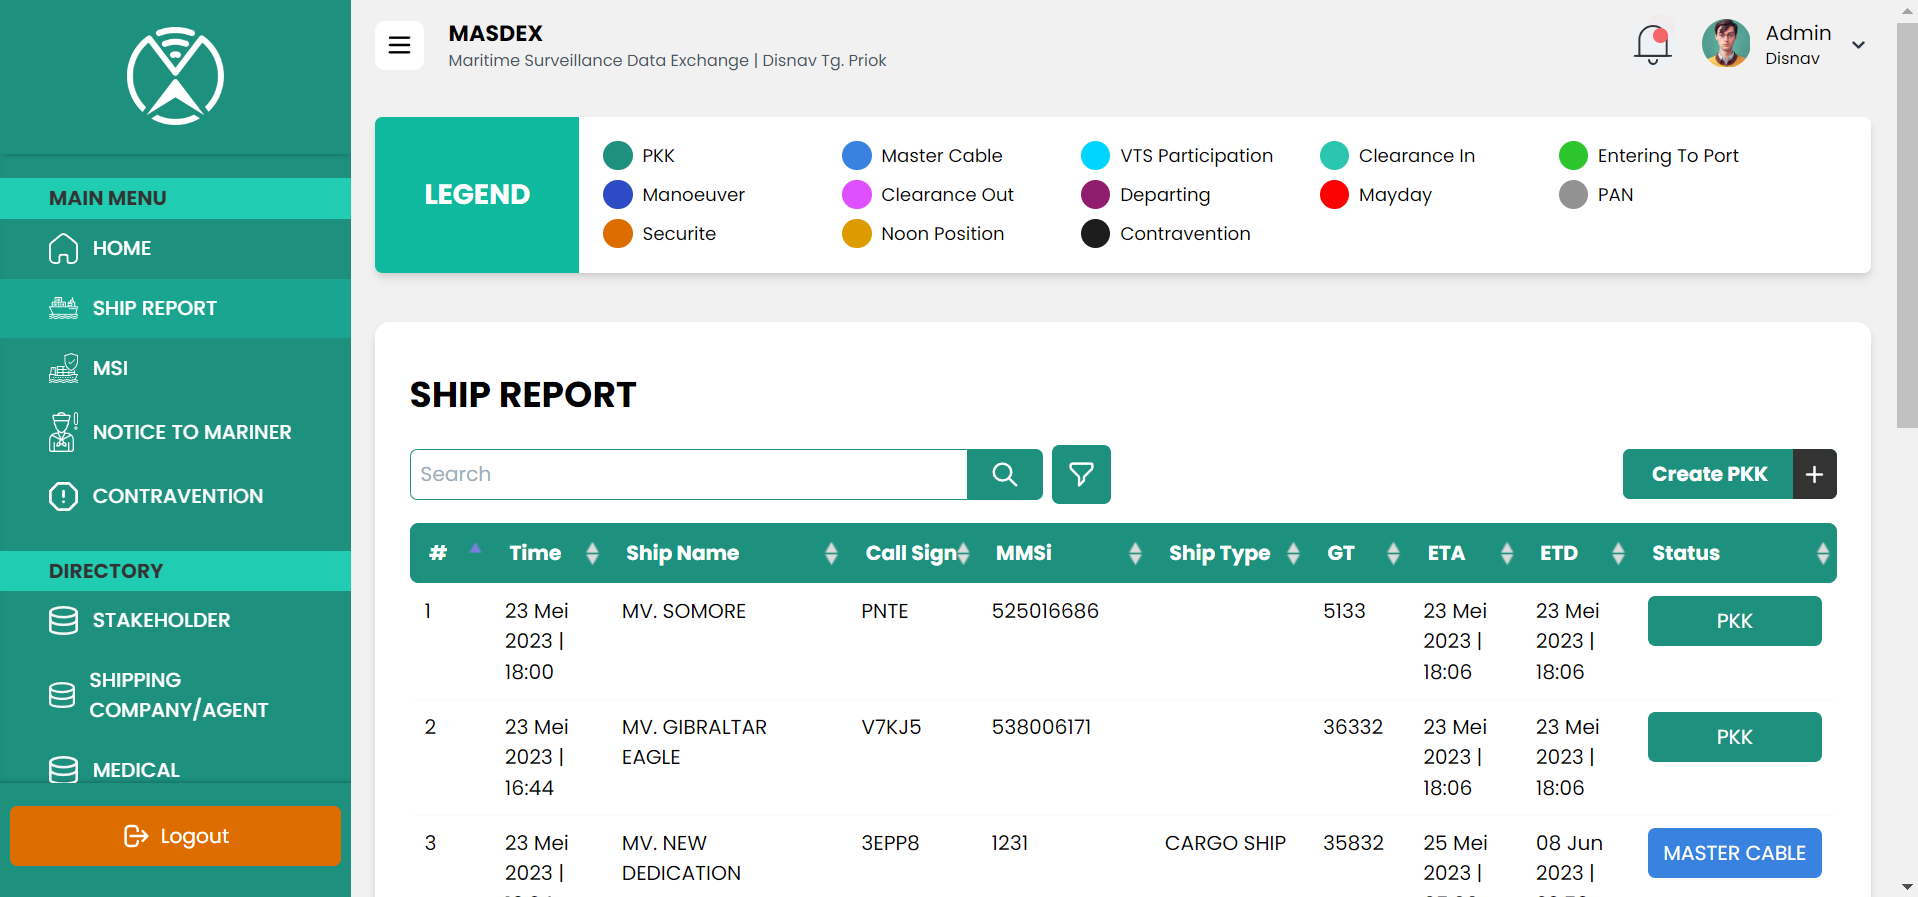 MASDEX
Maritime Surveillance Data Exchange | Disnav Tg. Priok
Admin
Disnav
MAIN MENU
HOME
SHIP REPORT
MSI
NOTICE TO MARINER
CONTRAVENTION
DIRECTORY
STAKEHOLDER
SHIPPING
COMPANY/AGENT
MEDICAL
Logout
LEGEND
PKK Master Cable VTS Participation Clearance In Entering To Port
Manoeuver Clearance Out Departing Mayday PAN
Securite Noon Position Contravention
SHIP REPORT
Search
Create PKK +
# Time Ship Name Call Sign MMSi Ship Type GT ETA ETD Status
1 23 Mei MV. SOMORE PNTE 525016686 5133 23 Mei 23 Mei PKK
2023 | 2023 | 2023 |
18:00 18:06 18:06
2 23 Mei MV. GIBRALTAR V7KJ5 538006171 36332 23 Mei 23 Mei PKK
2023 | EAGLE 2023 | 2023 |
16:44 18:06 18:06
3 23 Mei MV. NEW 3EPP8 1231 CARGO SHIP 35832 25 Mei 08 Jun MASTER CABLE
2023 | DEDICATION 2023 | 2023 |